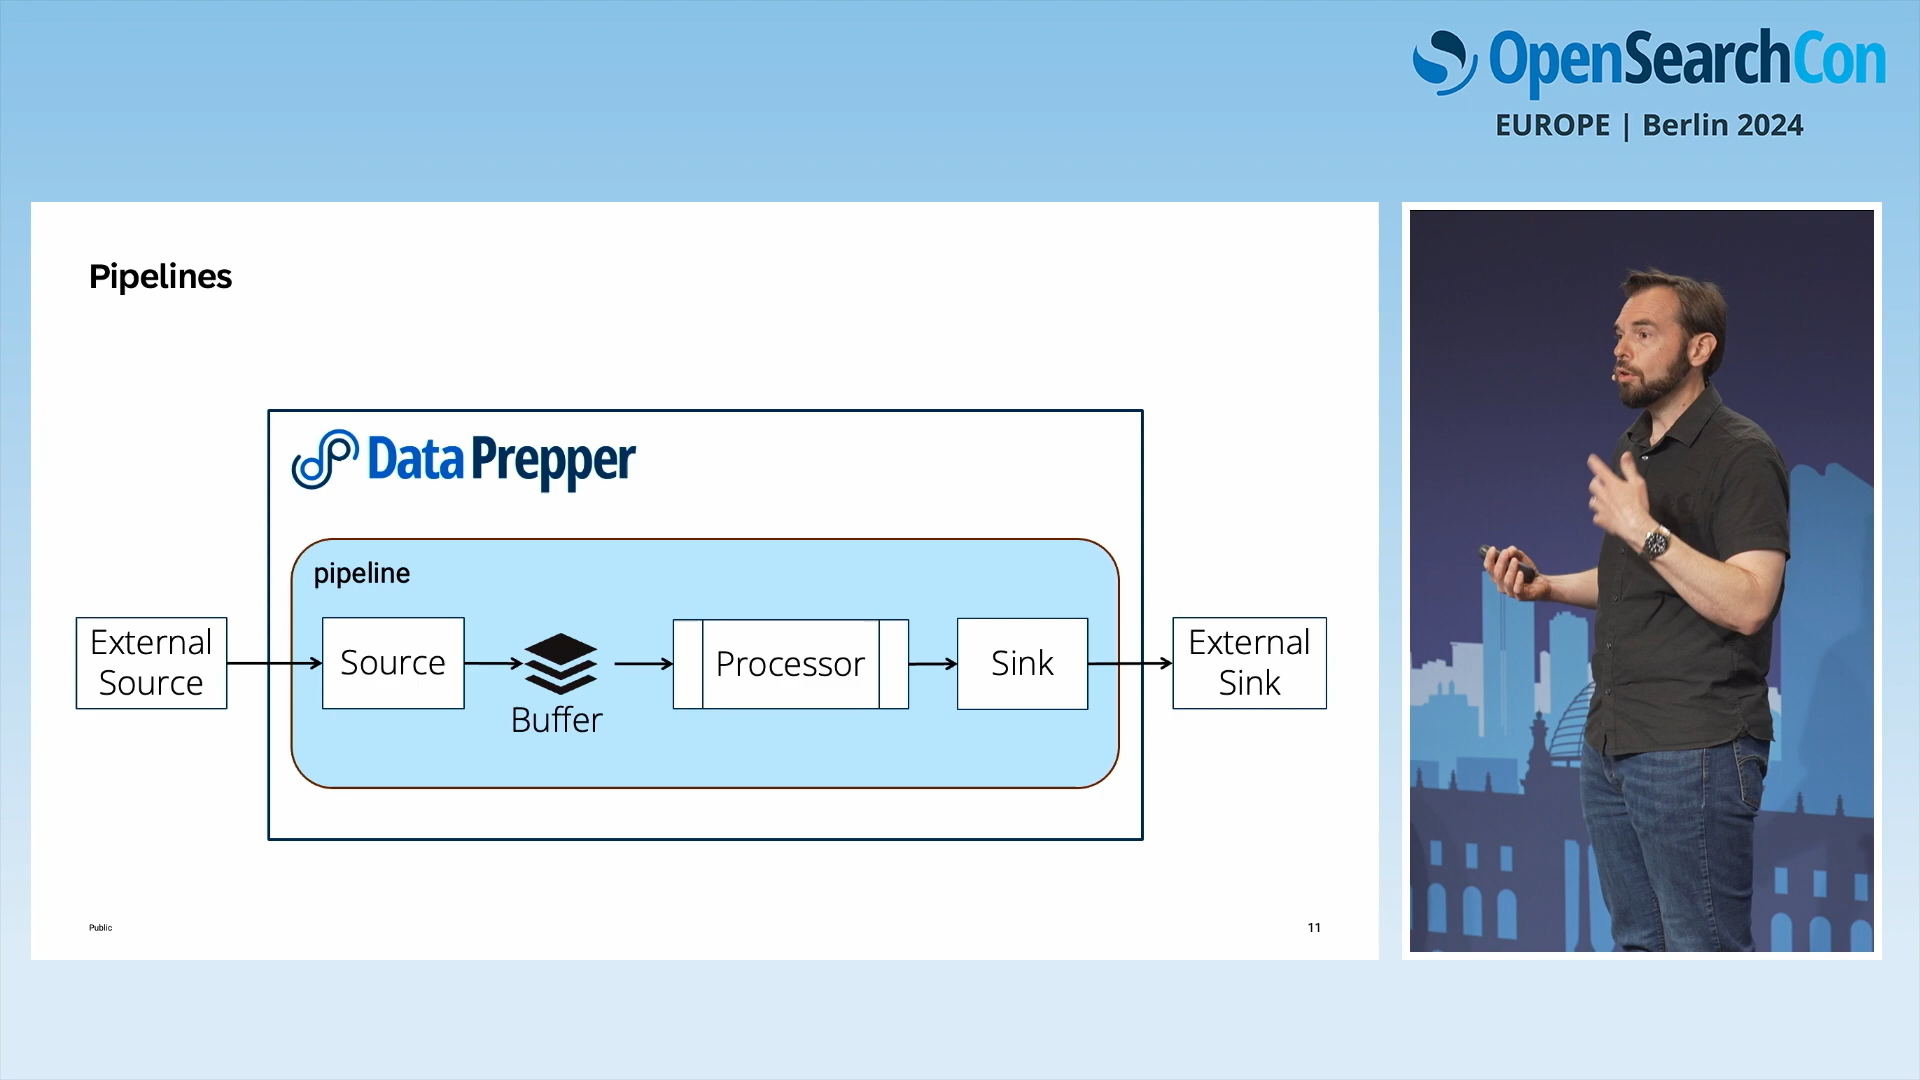 OpenSearchCon
EUROPE | Berlin 2024
Pipelines
Data Prepper
pipeline
External
Source
Source
Buffer
Processor
Sink
External
Sink
Public
11